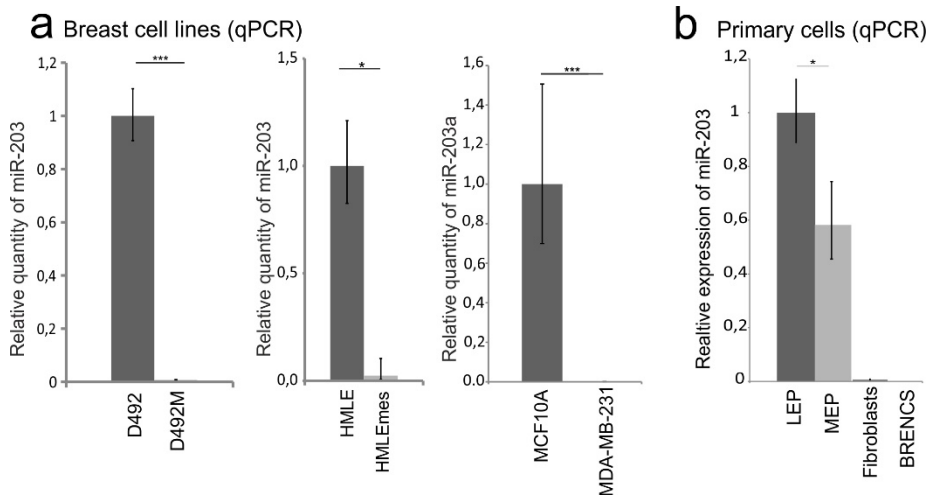 a Breast cell lines (qPCR)
Relative quantity of miR-203
1,2
1
0,8
0,6
0,4
0,2
0
***
D492
D492M
Relative quantity of miR-203
1,5
1,0
0,5
0,0
*
HMLE
HMLEmes
Relative quantity of miR-203a
1,6
1,4
1,2
1.0
0,8
0,6
0,4
0,2
0.0
***
MCF10A
MDA-MB-231
b Primary cells (qPCR)
Realtive expression of miR-203
1,2
1
0,8
0,6
0,4
0,2
0
*
LEP
MEP
Fibroblasts
BRENCS